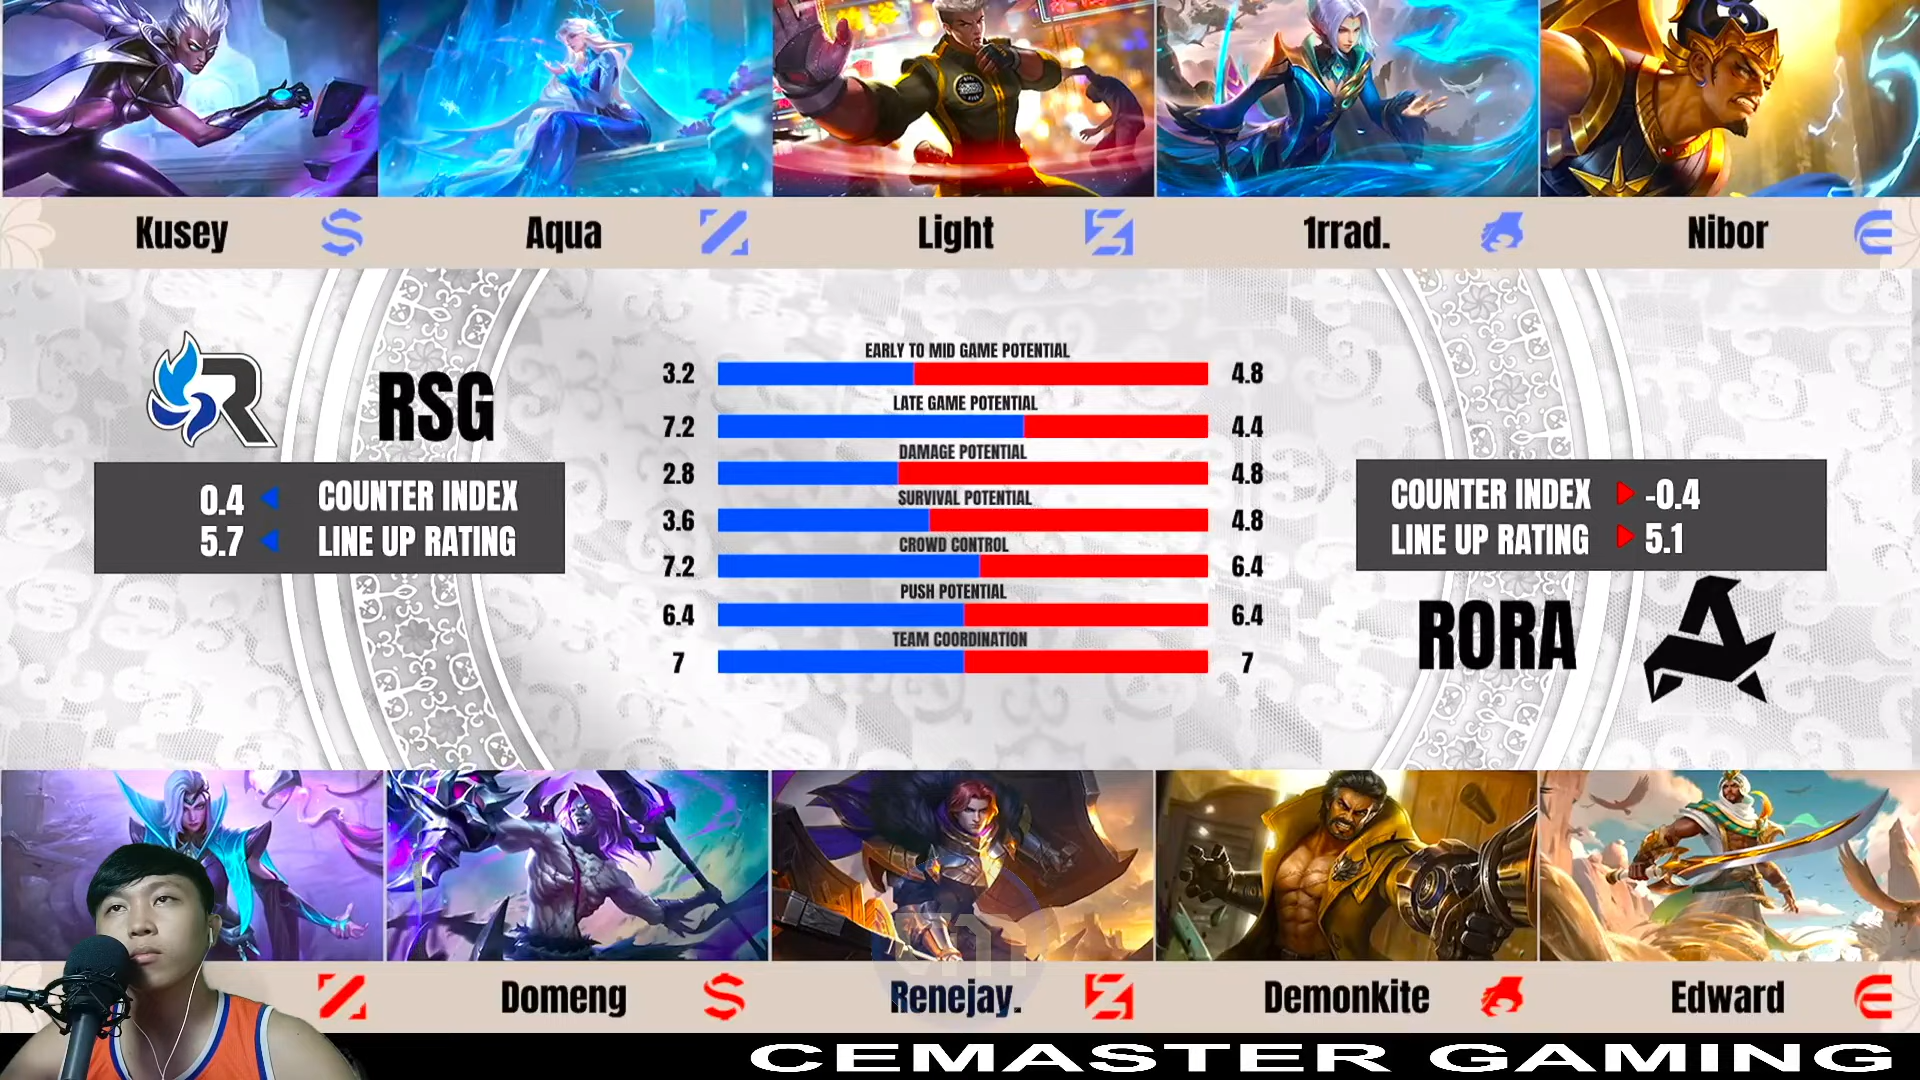 Kusey
Aqua
Light
1rrad.
Nibor
RSG
0.4 COUNTER INDEX
5.7 LINE UP RATING
EARLY TO MID GAME POTENTIAL
3.2 4.8
LATE GAME POTENTIAL
7.2 4.4
DAMAGE POTENTIAL
2.8 4.8
SURVIVAL POTENTIAL
3.6 4.8
CROWD CONTROL
7.2 6.4
PUSH POTENTIAL
6.4 6.4
TEAM COORDINATION
7 7
COUNTER INDEX -0.4
LINE UP RATING 5.1
RORA
Domeng
Renejay.
Demonkite
Edward
CEMASTER GAMING